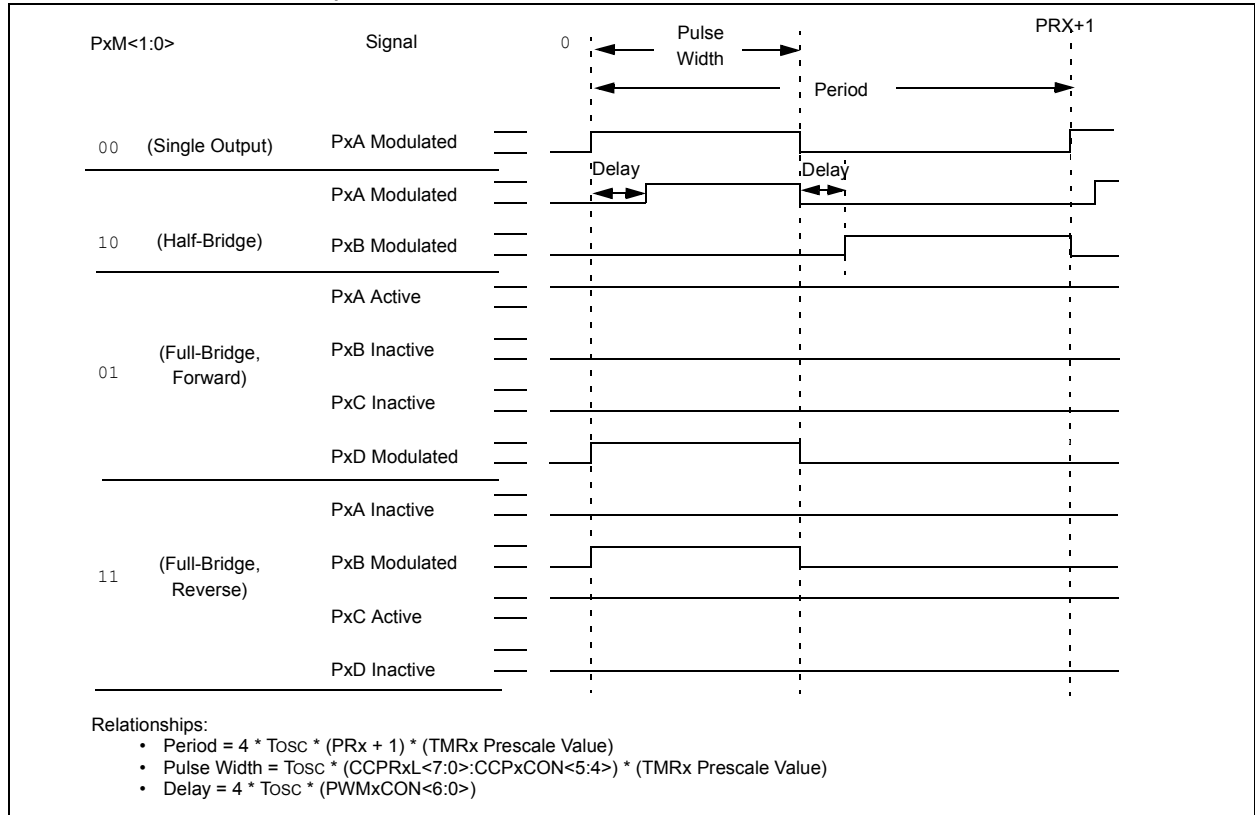 PxM<1:0>
Signal
0
Pulse
Width
PRX+1
Period
00
(Single Output)
PxA Modulated
Delay
Delay
PxA Modulated
10
(Half-Bridge)
PxB Modulated
PxA Active
01
(Full-Bridge,
Forward)
PxB Inactive
PxC Inactive
PxD Modulated
PxA Inactive
11
(Full-Bridge,
Reverse)
PxB Modulated
PxC Active
PxD Inactive
Relationships:
• Period = 4 * TOSC * (PRx + 1) * (TMRx Prescale Value)
• Pulse Width = TOSC * (CCPRxL<7:0>:CCPxCON<5:4>) * (TMRx Prescale Value)
• Delay = 4 * TOSC * (PWMxCON<6:0>)